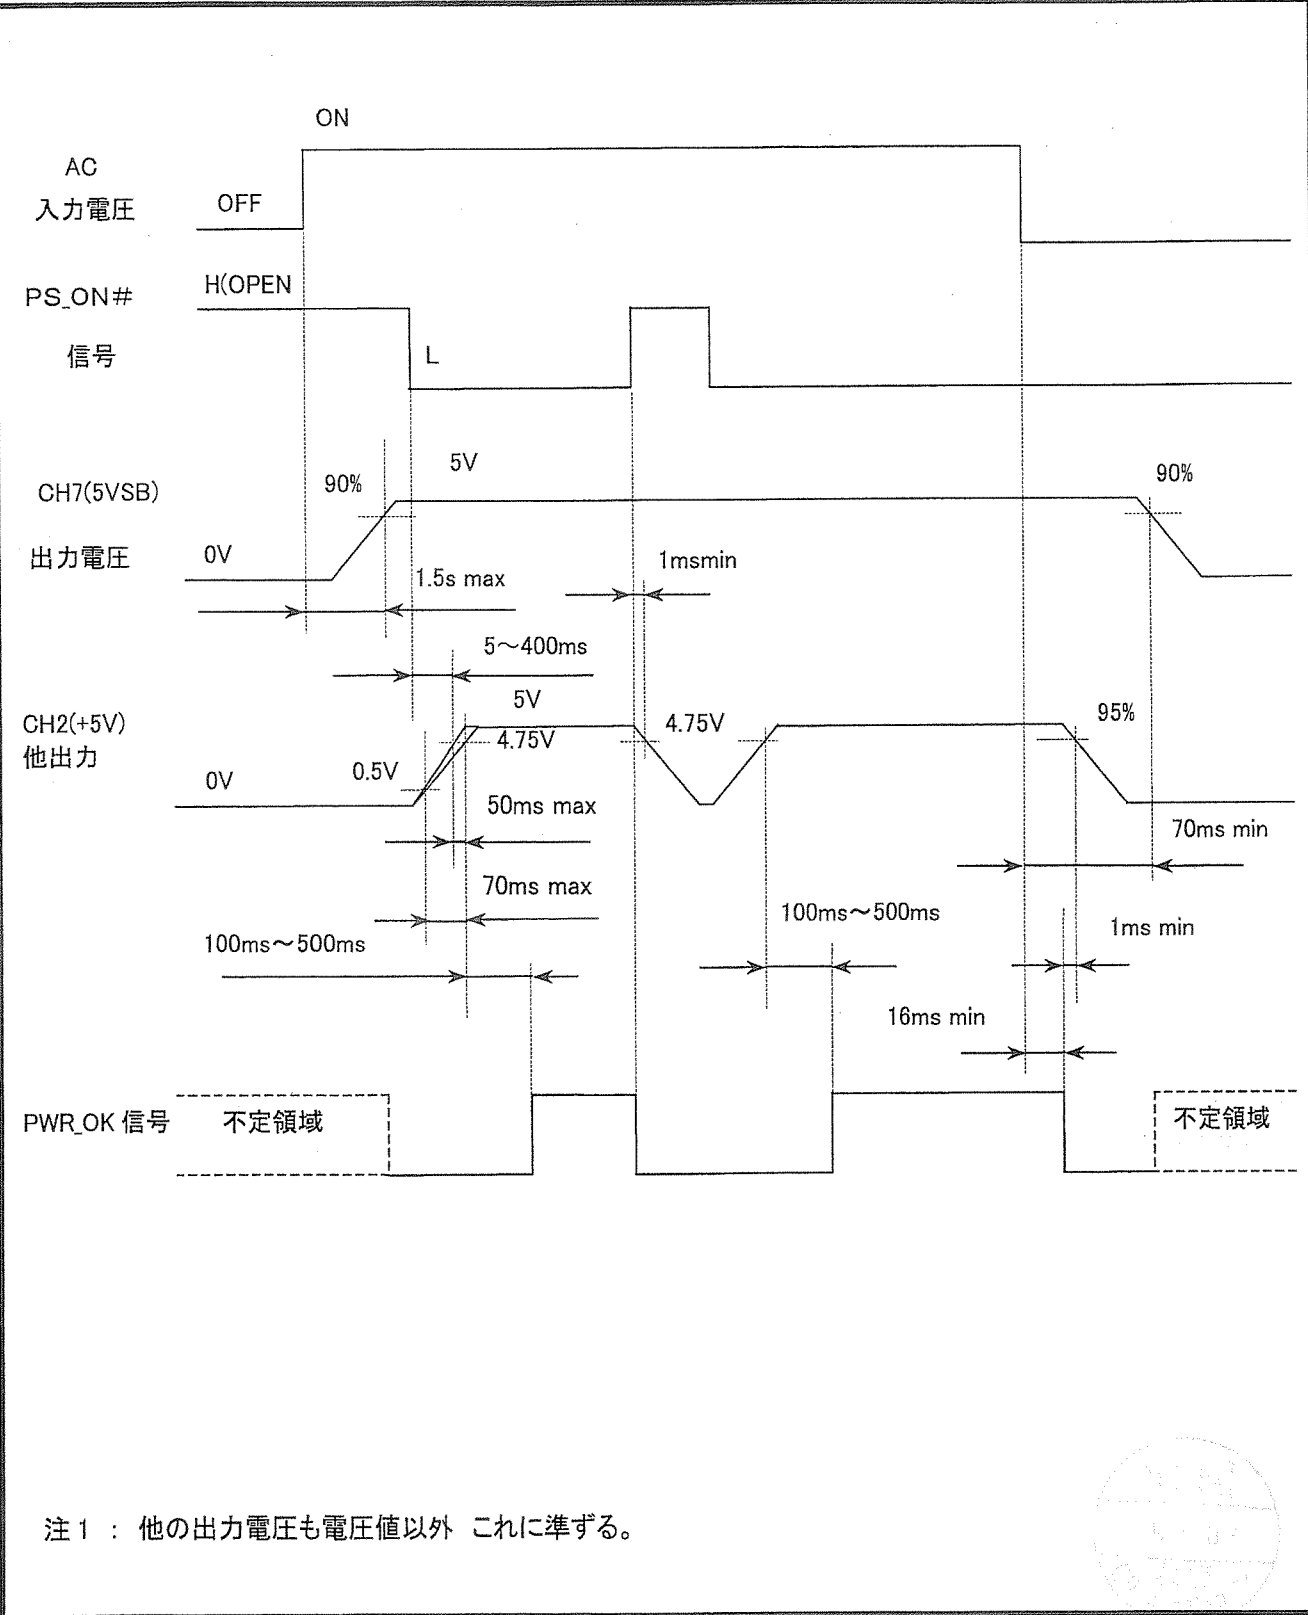 ON
AC
入力電圧
OFF
H(OPEN
PS_ON＃
信号
L
5V
90%
90%
CH7(5VSB)
出力電圧
0V
1msmin
1.5s max
5～400ms
5V
CH2(+5V)
他出力
4.75V
4.75V
95%
0.5V
0V
50ms max
70ms min
70ms max
100ms～500ms
100ms～500ms
1ms min
16ms min
PWR_OK 信号
不定領域
不定領域
注1 ： 他の出力電圧も電圧値以外 これに準ずる。